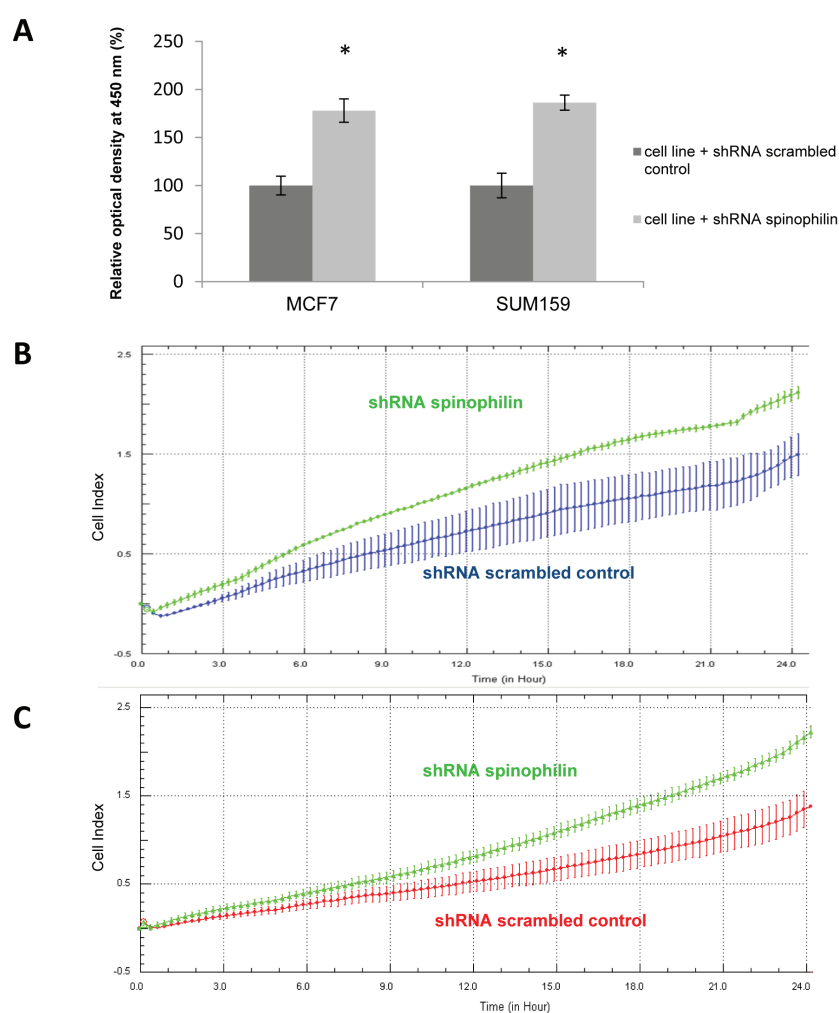 A
Relative optical density at 450 nm (%)
250
200
150
100
50
0
*
*
MCF7
SUM159
cell line + shRNA scrambled
control
cell line + shRNA spinophilin
B
Cell Index
2.5
1.5
0.5
-0.5
shRNA spinophilin
shRNA scrambled control
0.0 3.0 6.0 9.0 12.0 15.0 18.0 21.0 24.0
Time (in Hour)
C
Cell Index
2.5
1.5
0.5
-0.5
shRNA spinophilin
shRNA scrambled control
0.0 3.0 6.0 9.0 12.0 15.0 18.0 21.0 24.0
Time (in Hour)